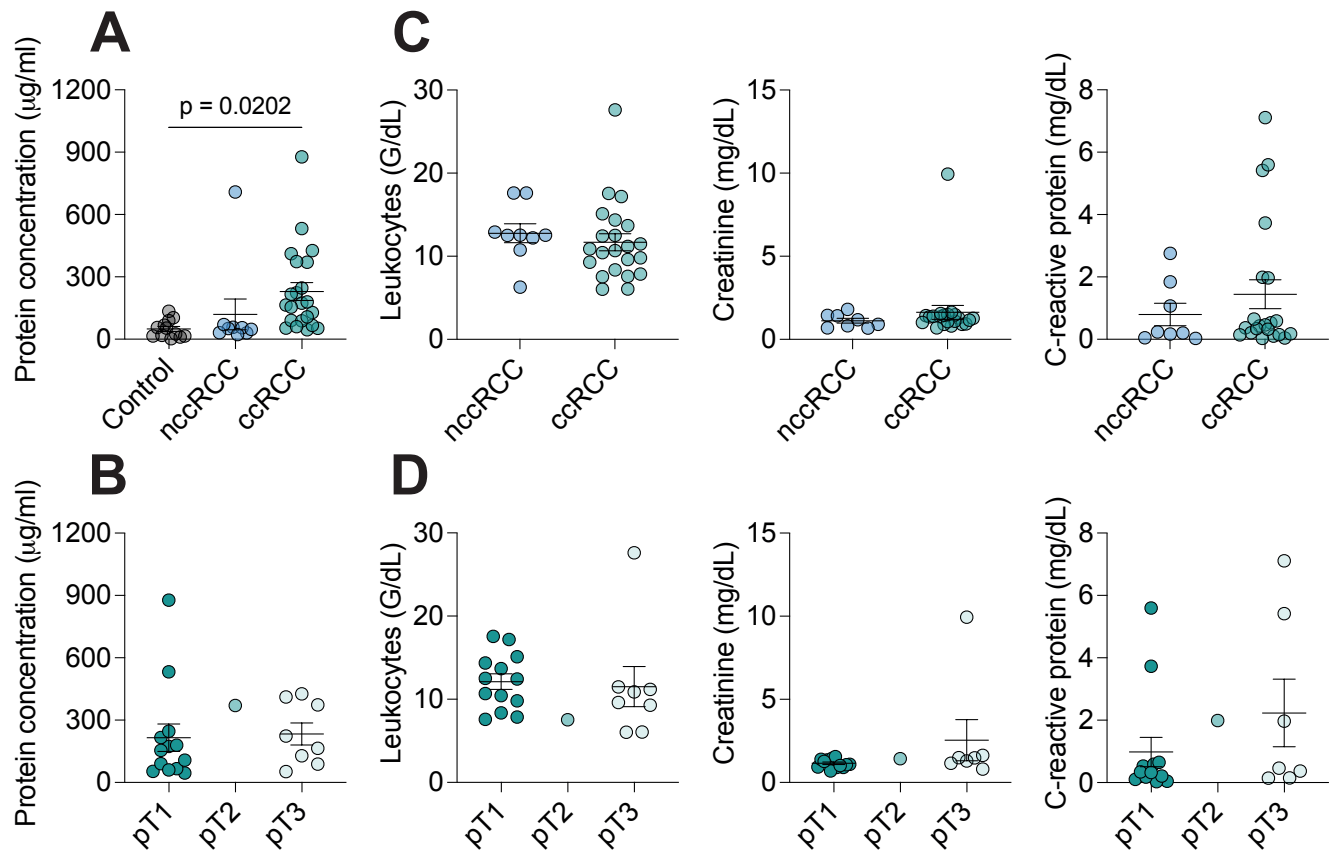 A
Protein concentration (μg/ml)
1200
900
600
300
0
p = 0.0202
Control
nccRCC
ccRCC
C
Leukocytes (G/dL)
30
20
10
0
nccRCC
ccRCC
Creatinine (mg/dL)
15
10
5
0
nccRCC
ccRCC
C-reactive protein (mg/dL)
8
6
4
2
0
nccRCC
ccRCC
B
Protein concentration (μg/ml)
1200
900
600
300
0
pT1
pT2
pT3
D
Leukocytes (G/dL)
30
20
10
0
pT1
pT2
pT3
Creatinine (mg/dL)
15
10
5
0
pT1
pT2
pT3
C-reactive protein (mg/dL)
8
6
4
2
0
pT1
pT2
pT3